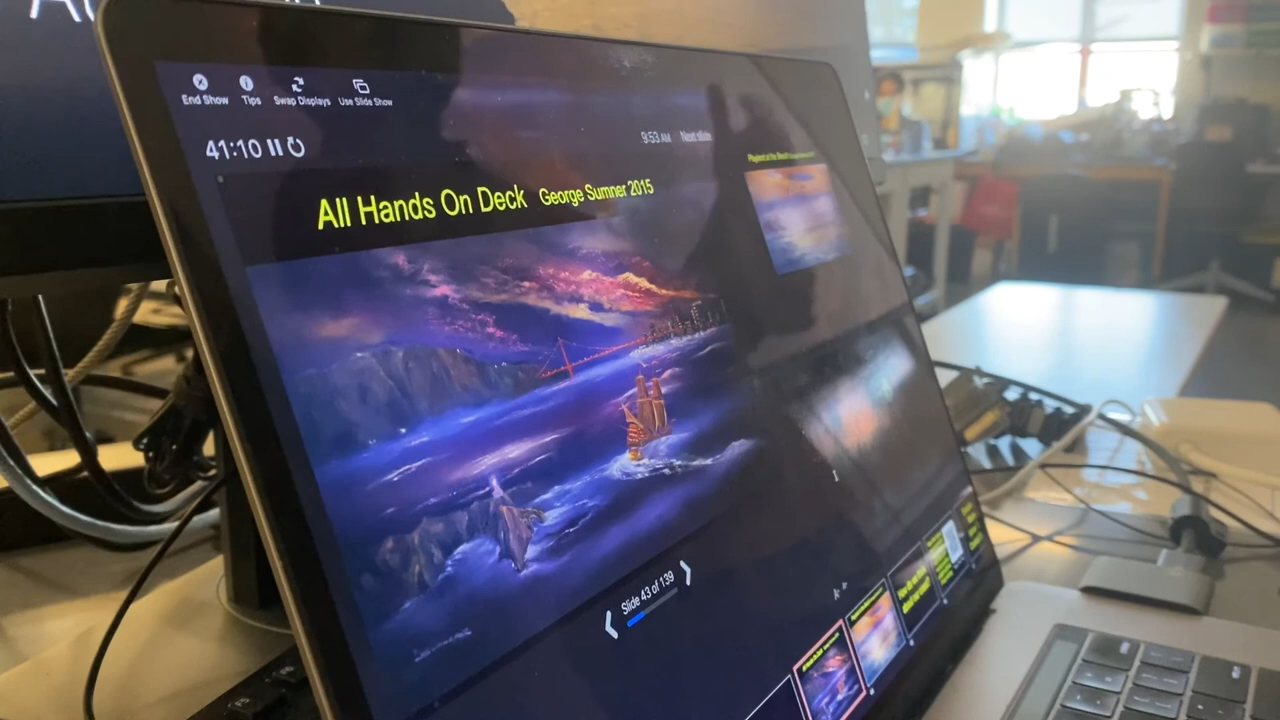 End Show Tips Swap Displays Use Slide Show
41:10
9:53 AM Next slide
All Hands On Deck George Sumner 2015
Slide 43 of 139